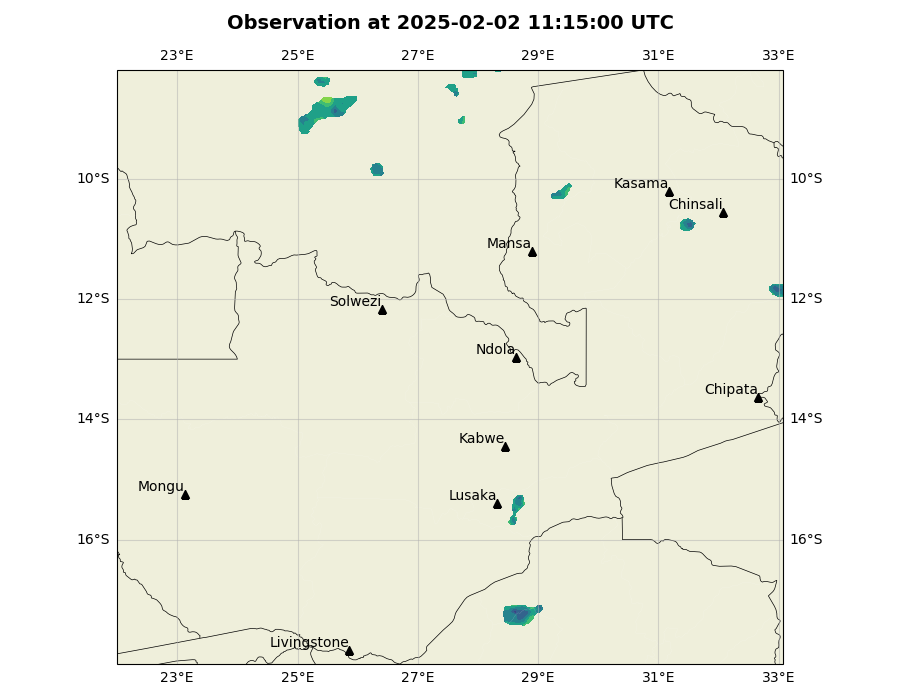 Observation at 2025-02-02 11:15:00 UTC
23°E 25°E 27°E 29°E 31°E 33°E
10°S 10°S
Kasama
Chinsali
Mansa
12°S 12°S
Solwezi
Ndola
Chipata
14°S 14°S
Kabwe
Mongu
Lusaka
16°S 16°S
Livingstone
23°E 25°E 27°E 29°E 31°E 33°E